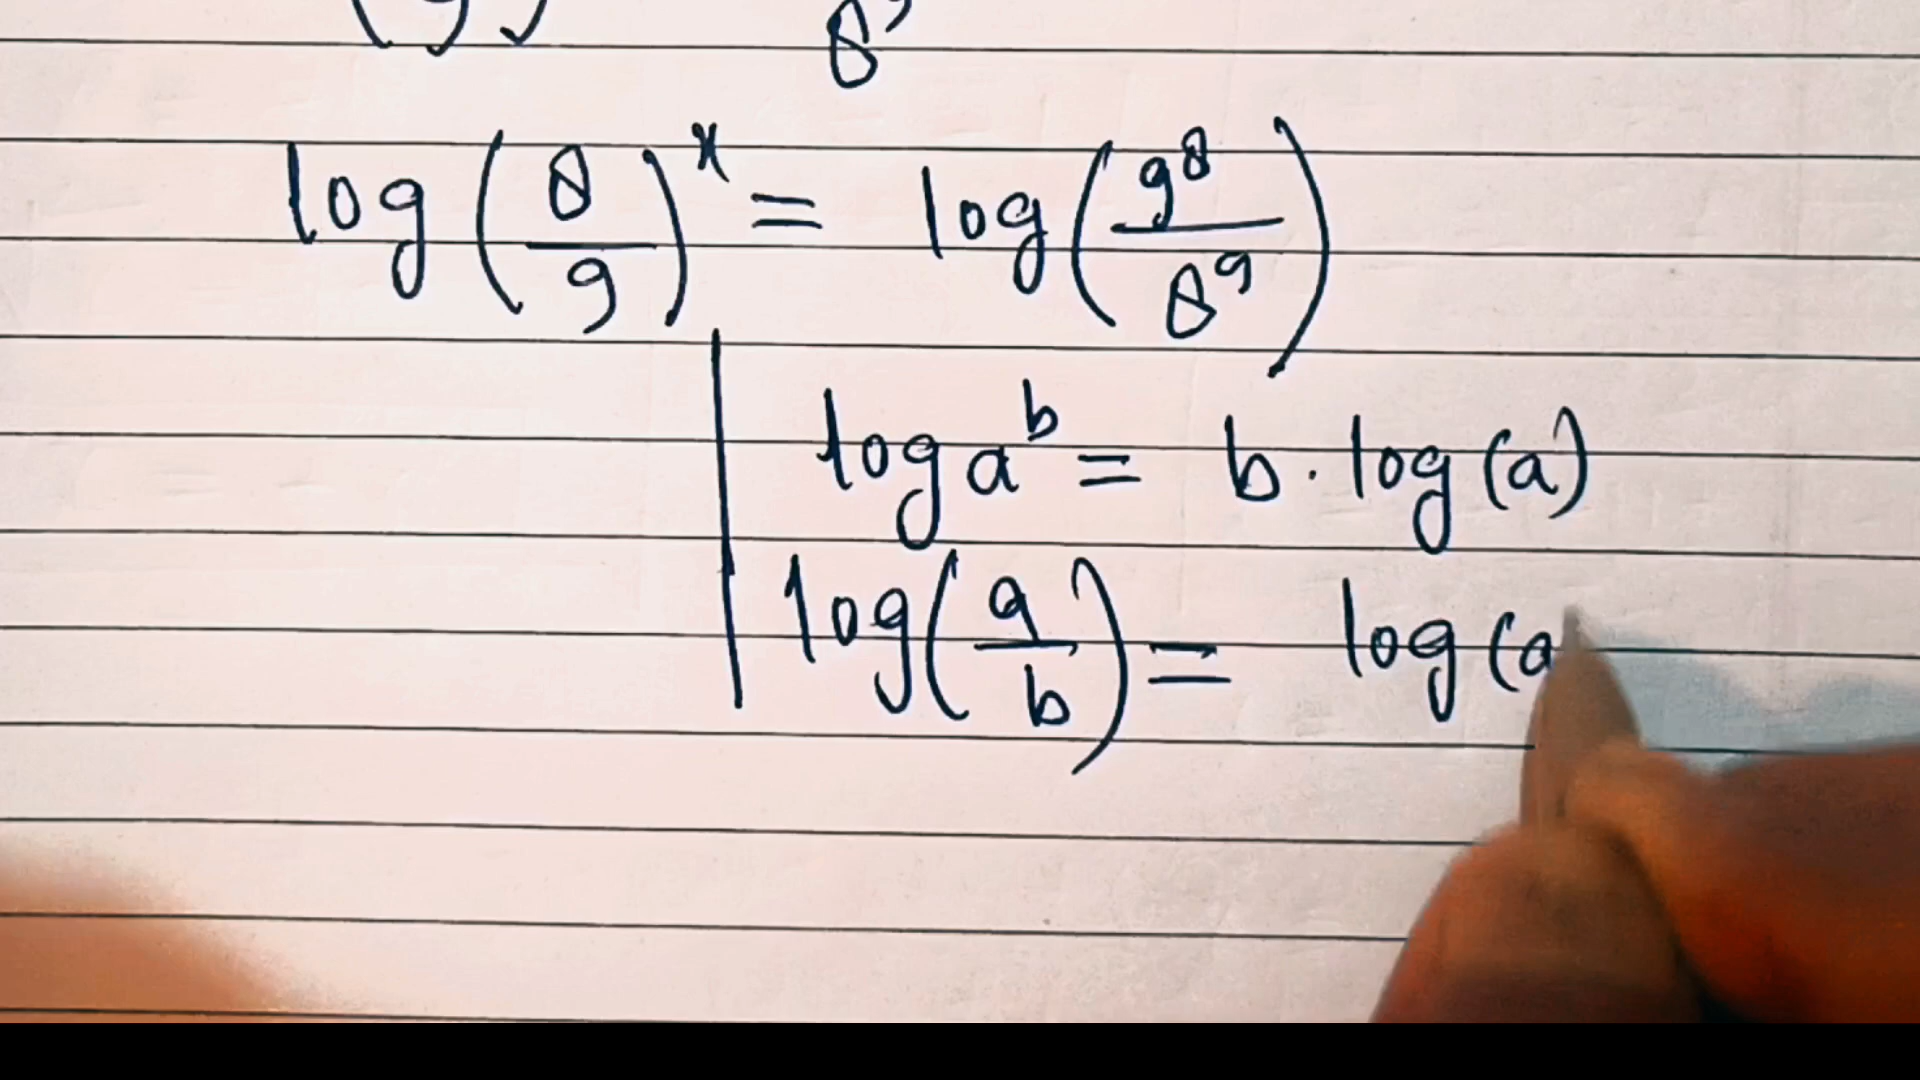 log (8/9)^x = log (9^8/8^9)
log a^b = b · log (a)
log (a/b) = log (a